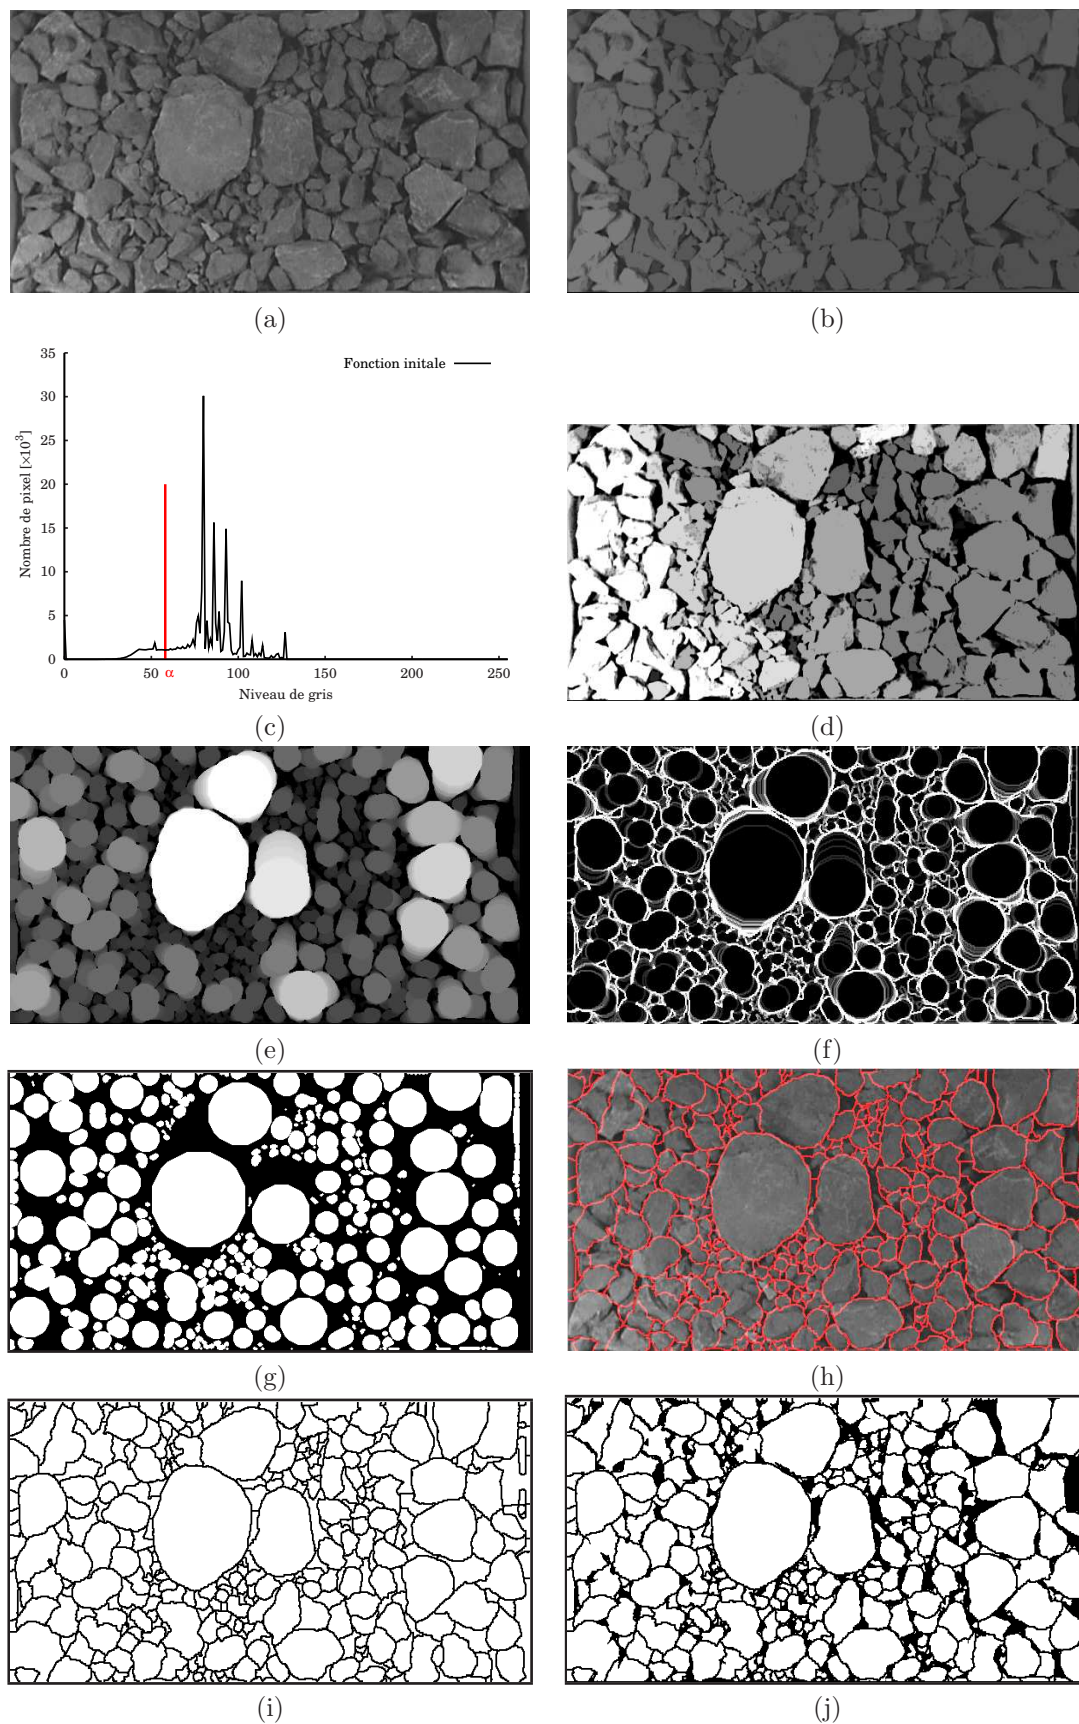 (a)
(b)
35
30
25
20
15
10
5
0
Nombre de pixel [×10³]
Fonction initale
0
50
α
100
150
200
250
Niveau de gris
(c)
(d)
(e)
(f)
(g)
(h)
(i)
(j)